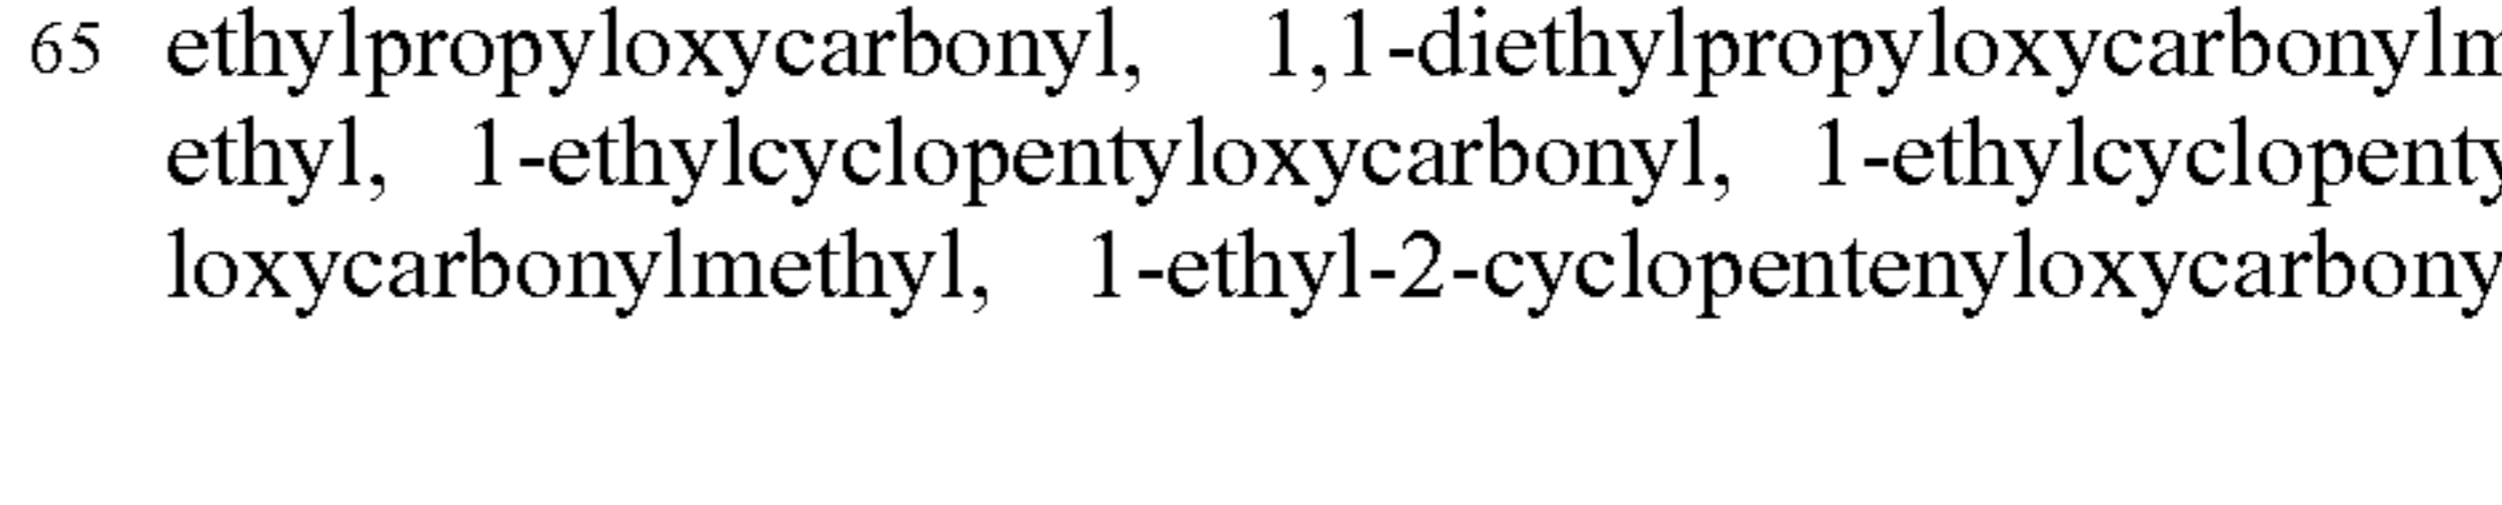 65 ethylpropyloxycarbonyl, 1,1-diethylpropyloxycarbonylm
ethyl, 1-ethylcyclopentyloxycarbonyl, 1-ethylcyclopenty
loxycarbonylmethyl, 1-ethyl-2-cyclopentenyloxycarbony